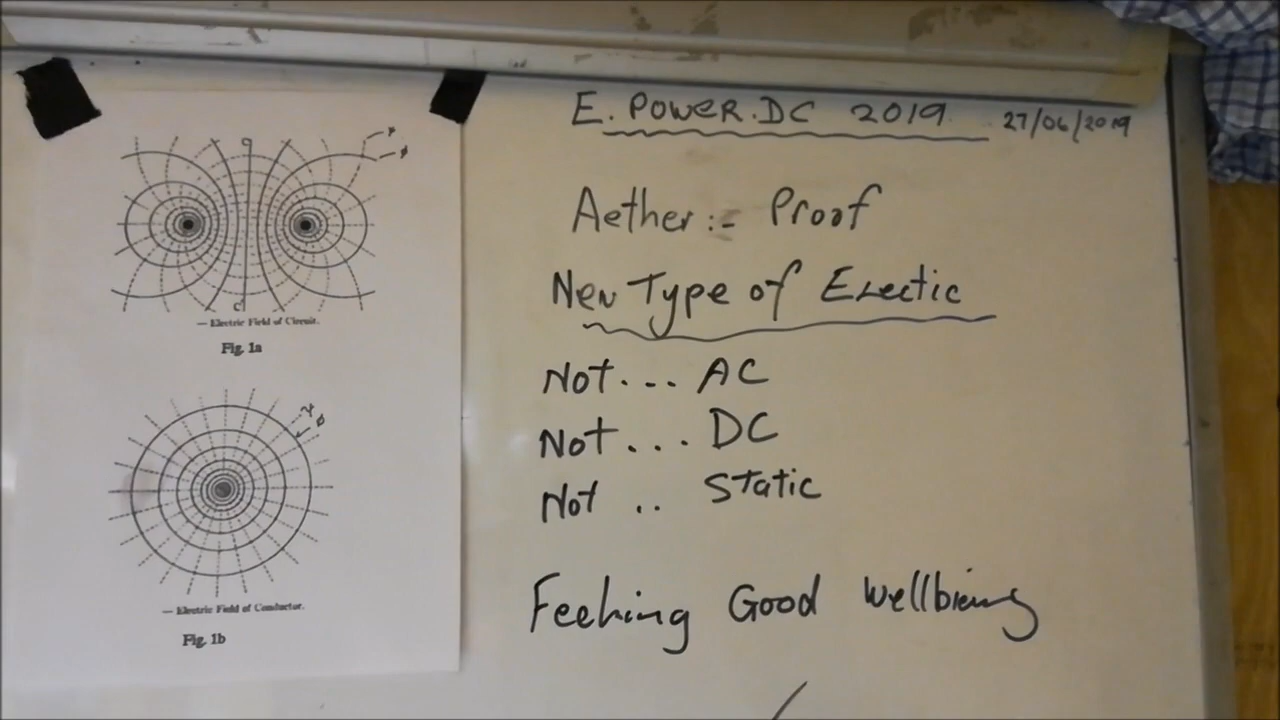 — Electric Field of Circuit.
Fig. 1a
— Electric Field of Conductor.
Fig. 1b
E. POWER.DC 2019 27/06/2019
Aether:- Proof
New Type of Electic
Not... AC
Not... DC
Not .. Static
Feeling Good Wellbieing